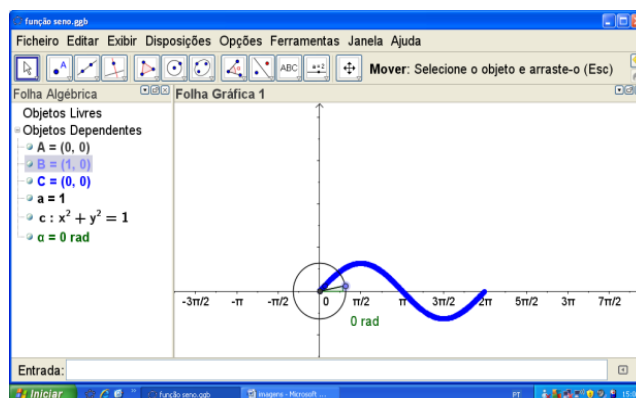 função seno.ggb
Ficheiro Editar Exibir Disposições Opções Ferramentas Janela Ajuda
ABC a=2 Mover: Selecione o objeto e arraste-o (Esc)
Folha Algébrica
Folha Gráfica 1
Objetos Livres
Objetos Dependentes
A = (0, 0)
B = (1, 0)
C = (0, 0)
a = 1
c : x² + y² = 1
α = 0 rad
-3π/2 -π -π/2 0 π/2 π 3π/2 2π 5π/2 3π 7π/2
0 rad
Entrada:
Iniciar função seno.ggb imagens - Microsoft ... PT